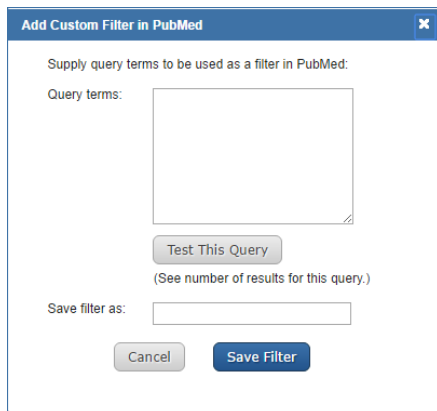 Add Custom Filter in PubMed
Supply query terms to be used as a filter in PubMed:
Query terms:
Test This Query
(See number of results for this query.)
Save filter as:
Cancel Save Filter